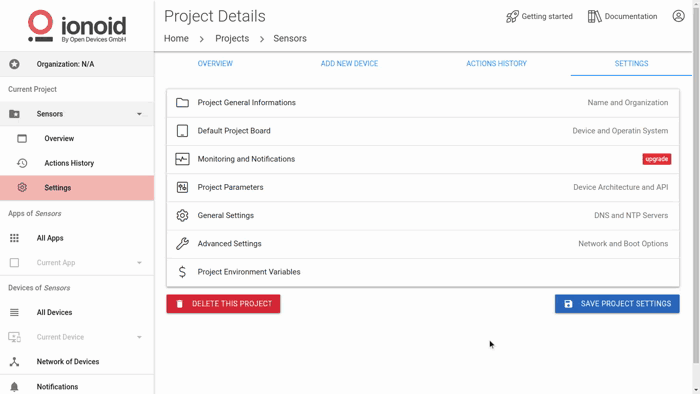 ionoid
By Open Devices GmbH
Organization: N/A
Current Project
Sensors
Overview
Actions History
Settings
Apps of Sensors
All Apps
Current App
Devices of Sensors
All Devices
Current Device
Network of Devices
Notifications
Project Details
Getting started
Documentation
Home > Projects > Sensors
OVERVIEW
ADD NEW DEVICE
ACTIONS HISTORY
SETTINGS
Project General Informations
Name and Organization
Default Project Board
Device and Operatin System
Monitoring and Notifications
upgrade
Project Parameters
Device Architecture and API
General Settings
DNS and NTP Servers
Advanced Settings
Network and Boot Options
Project Environment Variables
DELETE THIS PROJECT
SAVE PROJECT SETTINGS